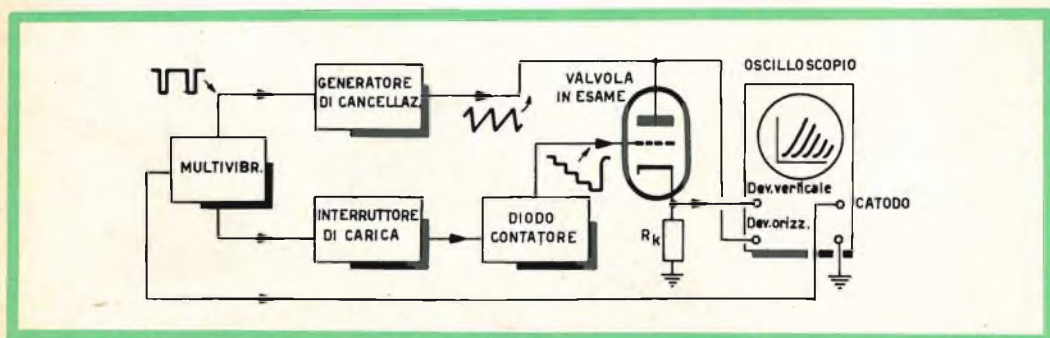 GENERATORE
DI CANCELLAZ.
MULTIVIBR.
INTERRUTTORE
DI CARICA
DIODO
CONTATORE
VALVOLA
IN ESAME
Rk
OSCILLOSCOPIO
Dev.verticale
CATODO
Dev.orizz.